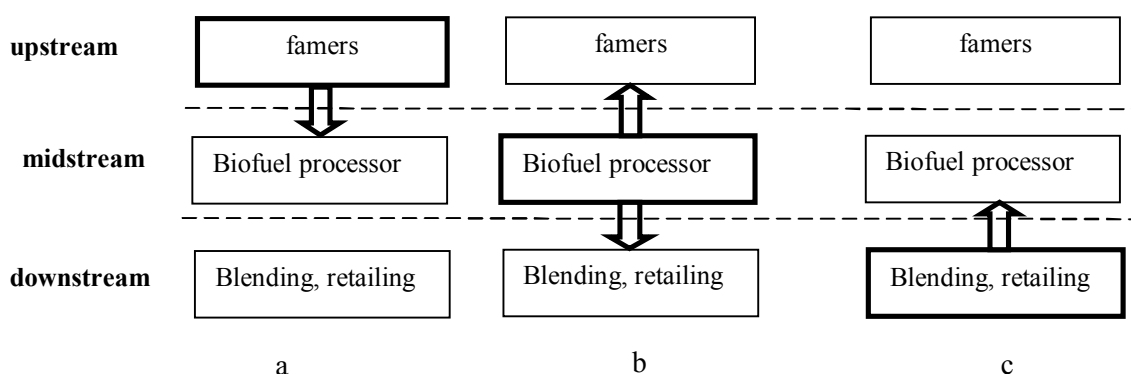 upstream famers famers famers
midstream Biofuel processor Biofuel processor Biofuel processor
downstream Blending, retailing Blending, retailing Blending, retailing
a b c